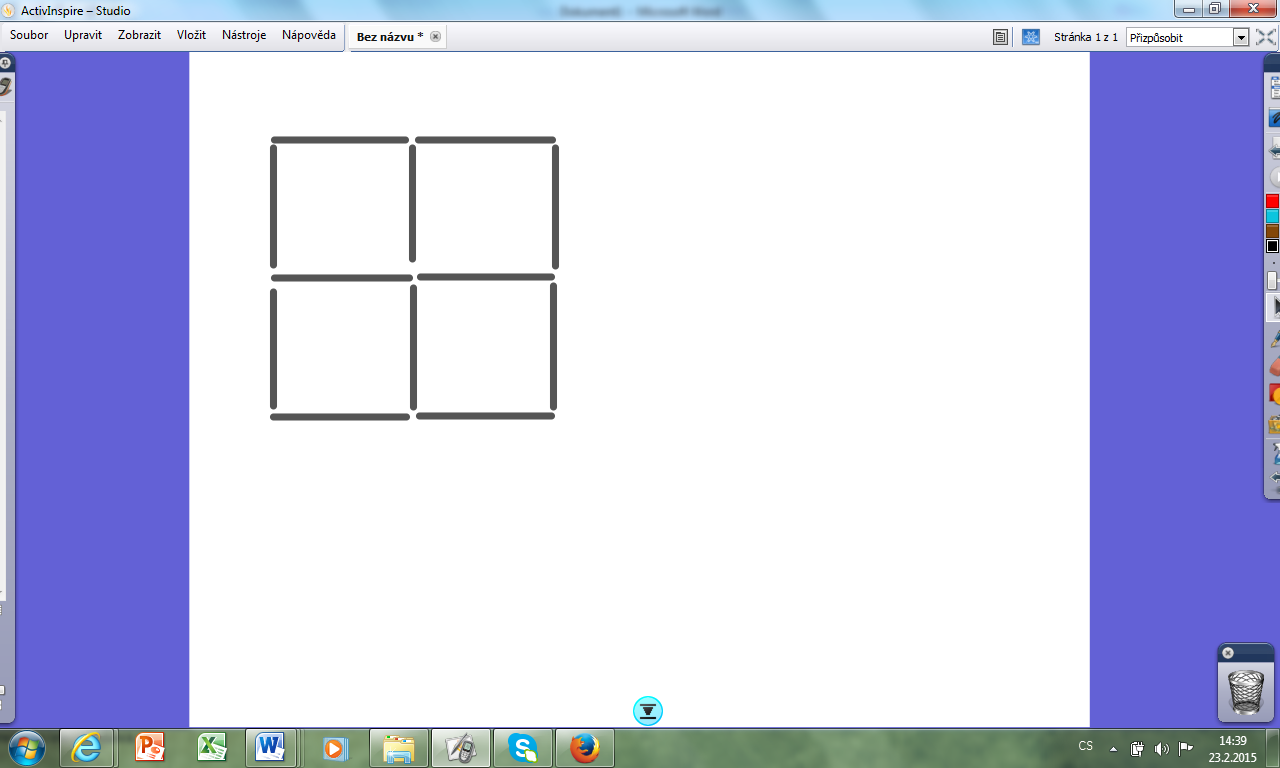 ActivInspire – Studio
Dokument1 - Microsoft Word
Soubor Upravit Zobrazit Vložit Nástroje Nápověda Bez názvu * Stránka 1 z 1 Přizpůsobit
CS 14:39
23.2.2015